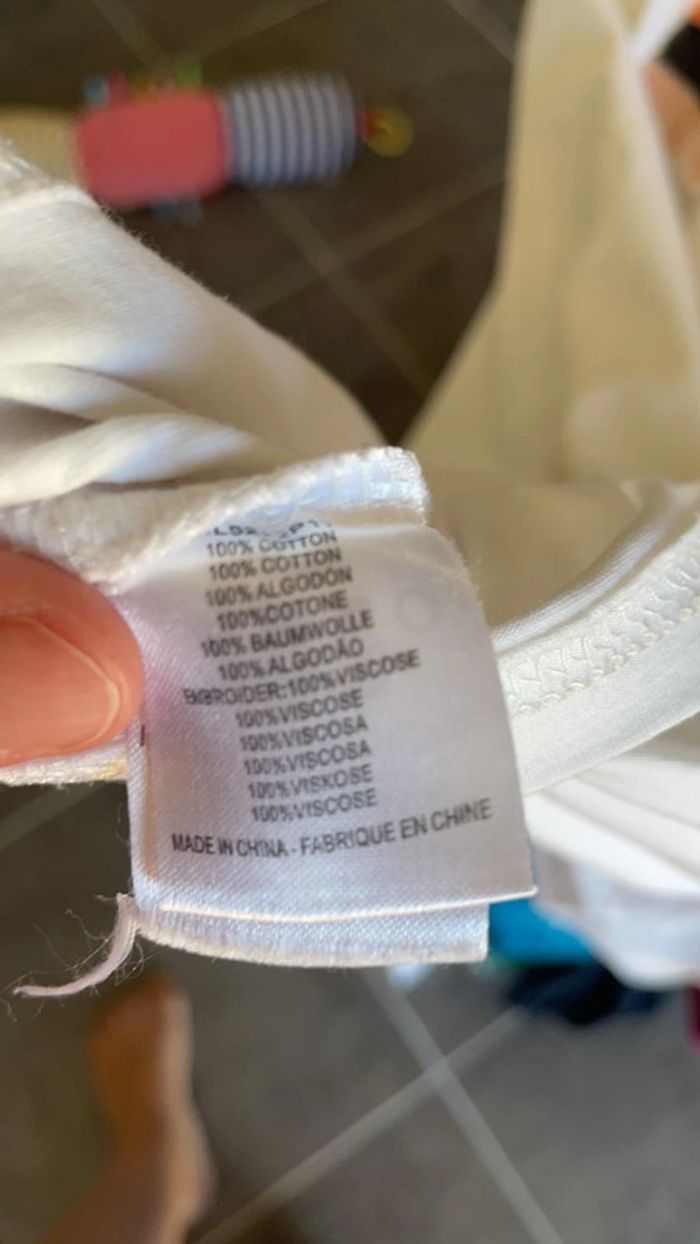 100% COTTON
100% COTTON
100% ALGODÓN
100%COTONE
100% BAUMWOLLE
100%ALGODÃO
EMBROIDER:100%VISCOSE
100%VISCOSE
100%VISCOSA
100%VISCOSA
100%VISKOSE
100%VISCOSE
MADE IN CHINA - FABRIQUE EN CHINE